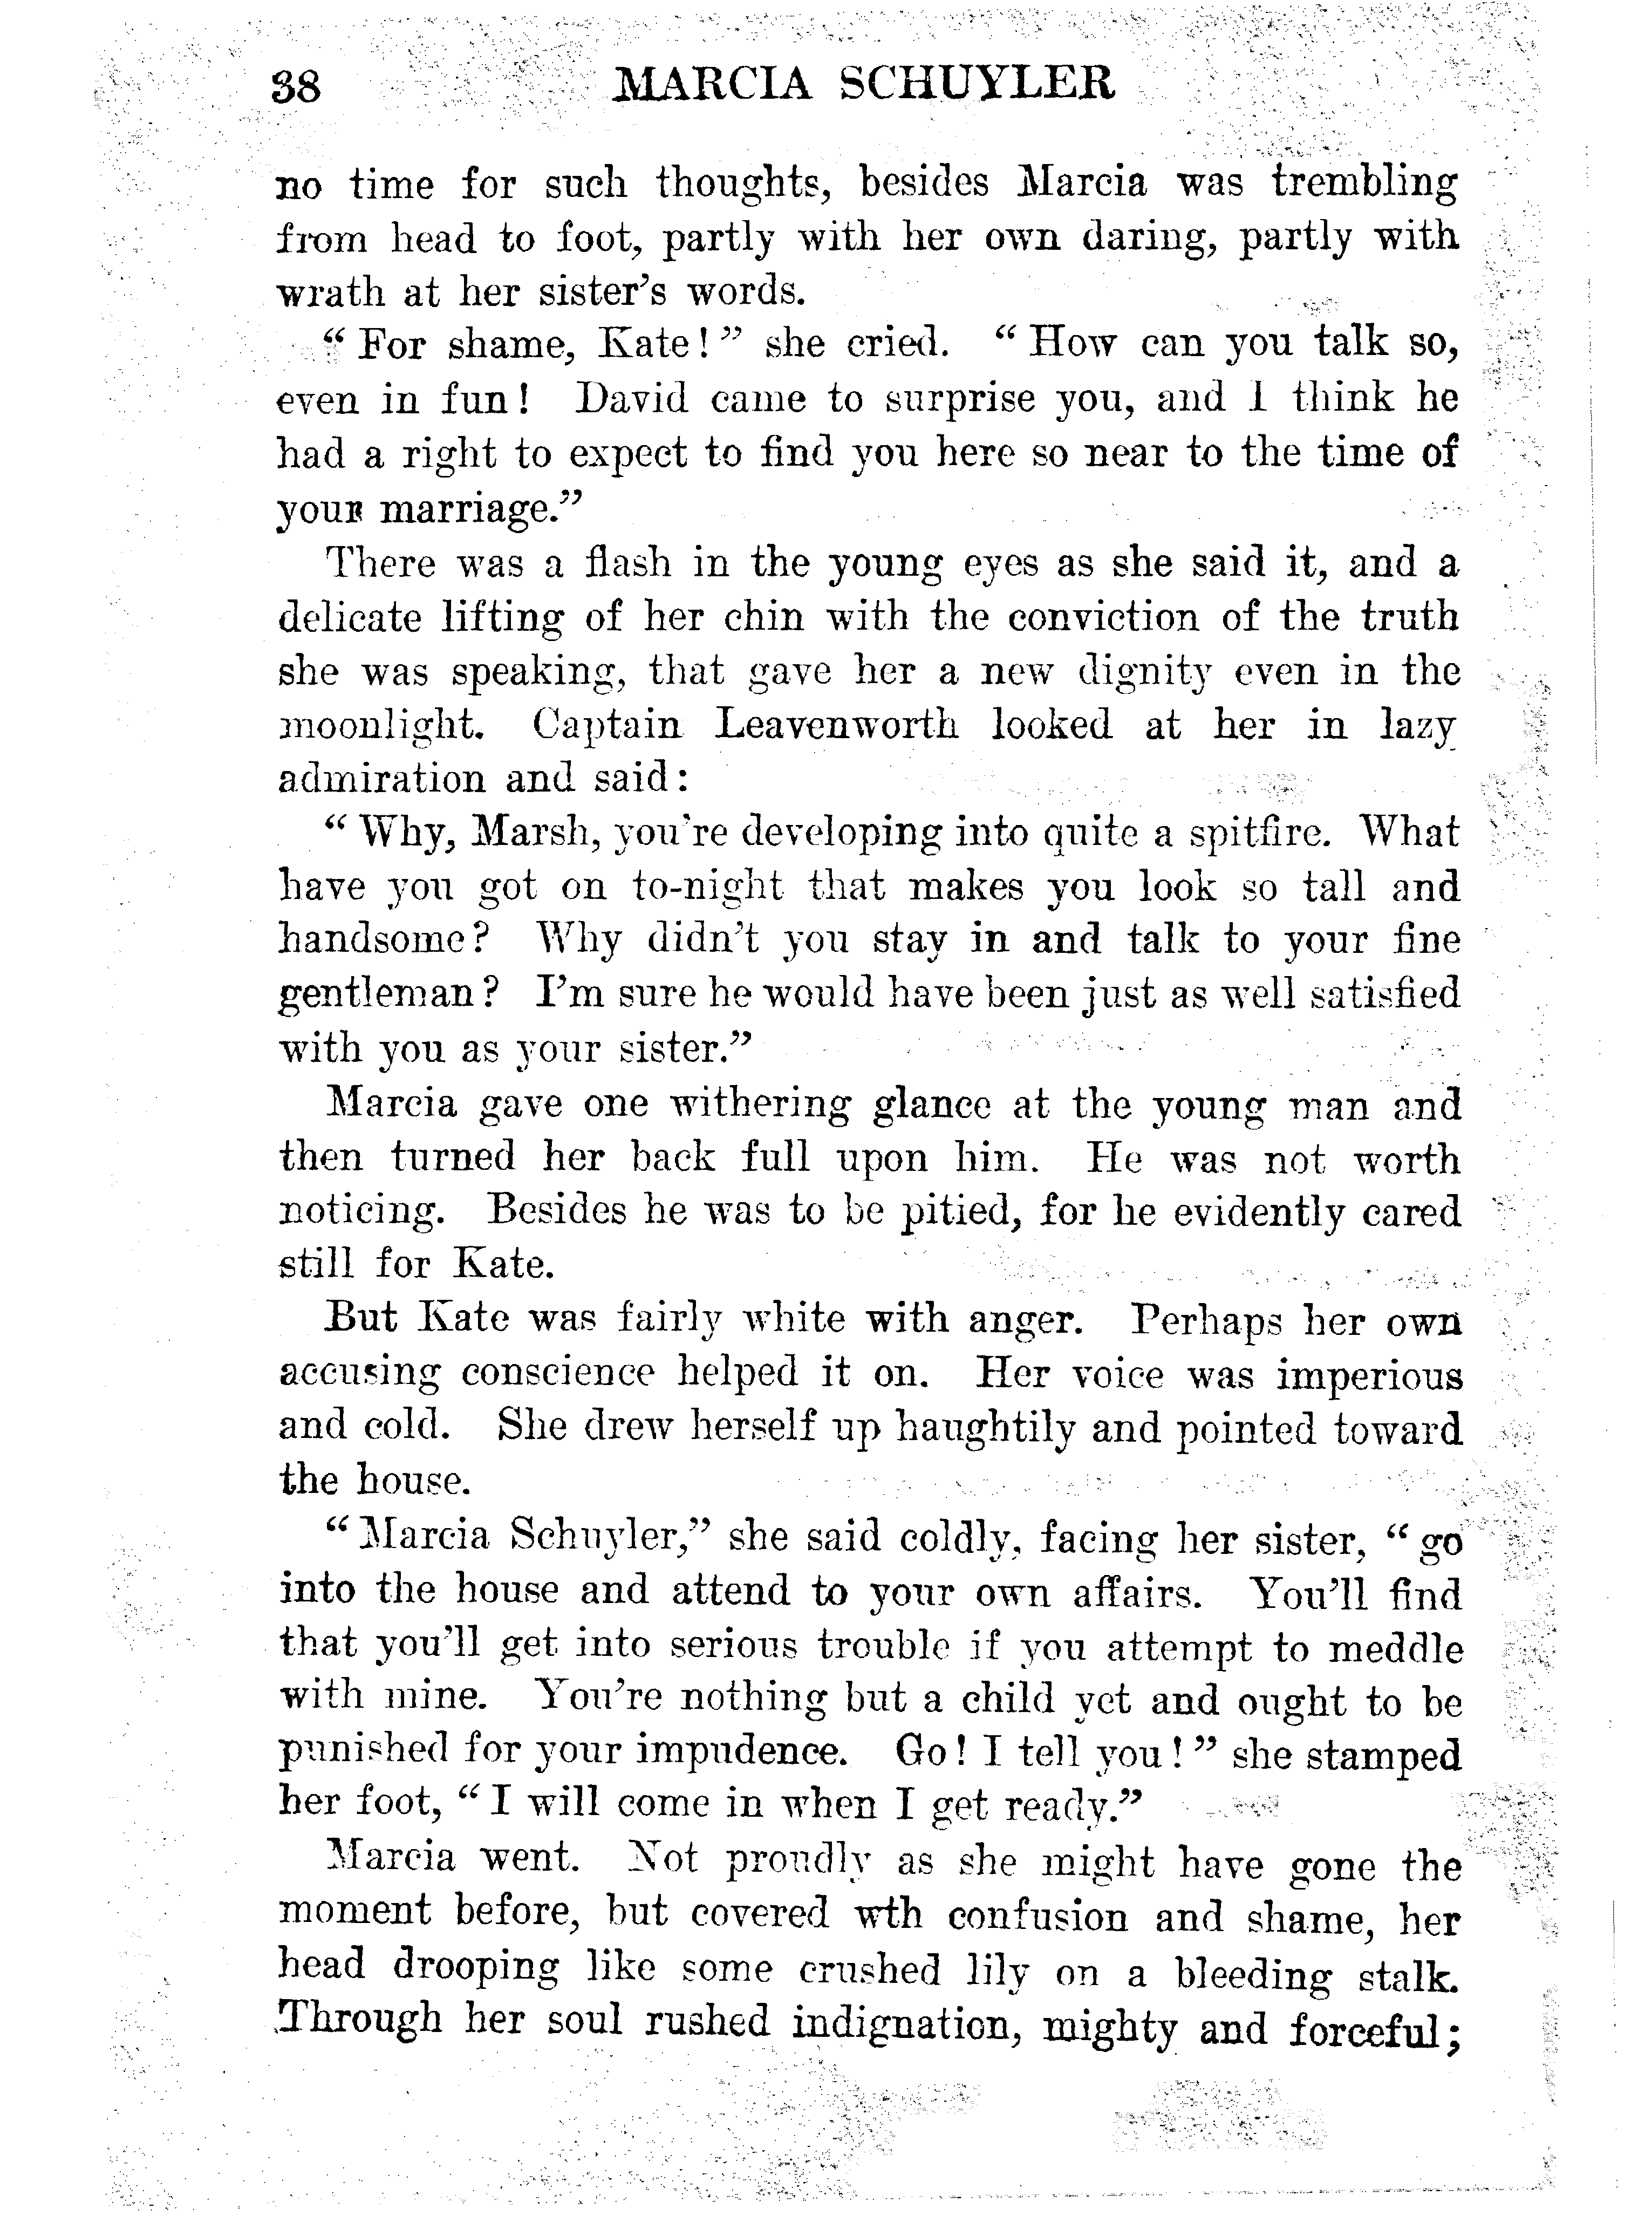 38 MARCIA SCHUYLER
no time for such thoughts, besides Marcia was trembling
from head to foot, partly with her own daring, partly with
wrath at her sister's words.
“ For shame, Kate! ” she cried. “ How can you talk so,
even in fun! David came to surprise you, and I think he
had a right to expect to find you here so near to the time of
your marriage.”
There was a flash in the young eyes as she said it, and a
delicate lifting of her chin with the conviction of the truth
she was speaking, that gave her a new dignity even in the
moonlight. Captain Leavenworth looked at her in lazy
admiration and said:
“ Why, Marsh, you're developing into quite a spitfire. What
have you got on to-night that makes you look so tall and
handsome? Why didn't you stay in and talk to your fine
gentleman? I'm sure he would have been just as well satisfied
with you as your sister.”
Marcia gave one withering glance at the young man and
then turned her back full upon him. He was not worth
noticing. Besides he was to be pitied, for he evidently cared
still for Kate.
But Kate was fairly white with anger. Perhaps her own
accusing conscience helped it on. Her voice was imperious
and cold. She drew herself up haughtily and pointed toward
the house.
“ Marcia Schuyler,” she said coldly, facing her sister, “ go
into the house and attend to your own affairs. You'll find
that you'll get into serious trouble if you attempt to meddle
with mine. You're nothing but a child yet and ought to be
punished for your impudence. Go! I tell you! ” she stamped
her foot, “ I will come in when I get ready.”
Marcia went. Not proudly as she might have gone the
moment before, but covered wth confusion and shame, her
head drooping like some crushed lily on a bleeding stalk.
Through her soul rushed indignation, mighty and forceful;